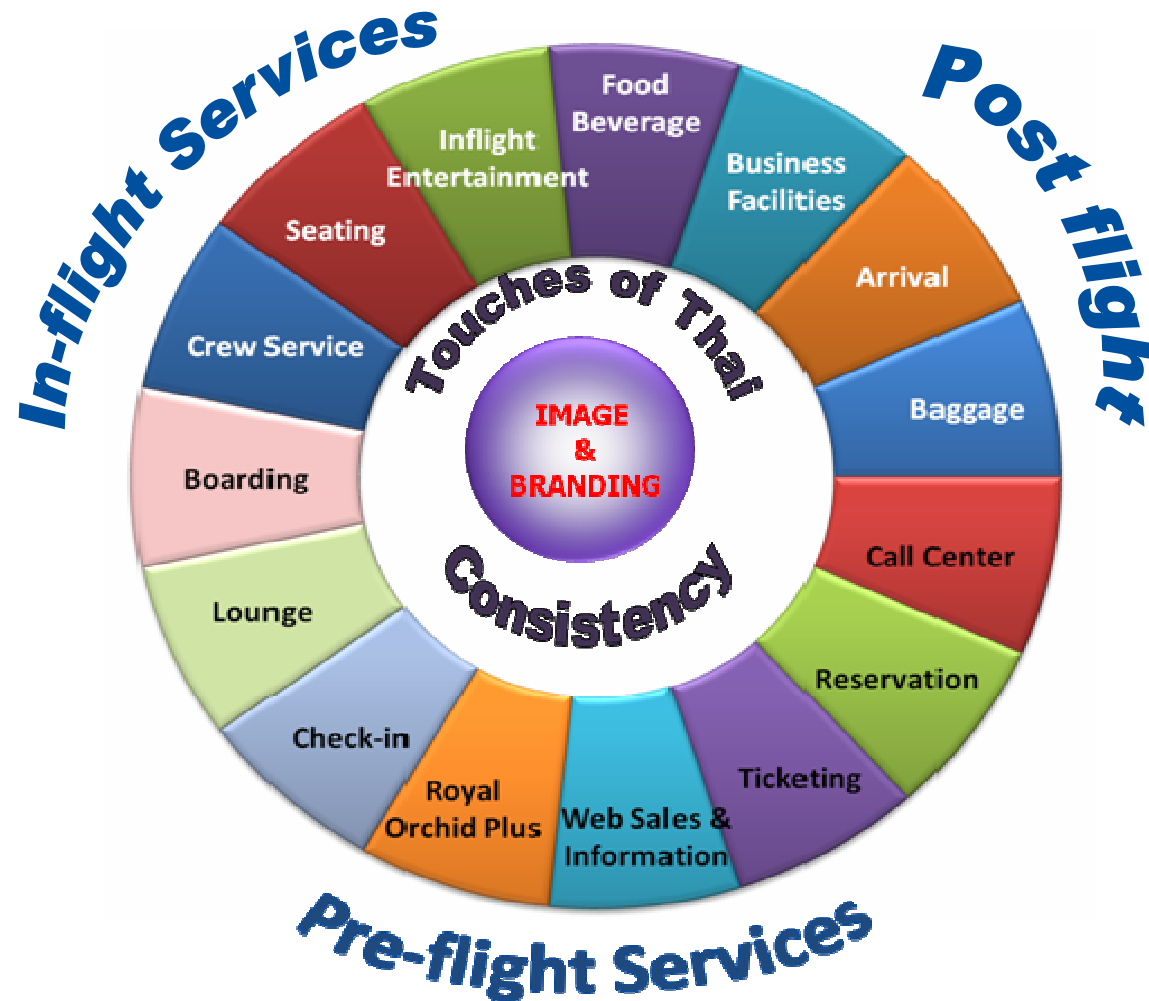 In-flight Services
Post flight
Food
Beverage
Inflight
Entertainment
Business
Facilities
Seating
Arrival
Crew Service
Baggage
Touches of Thai
IMAGE
&
BRANDING
Consistency
Boarding
Call Center
Lounge
Reservation
Check-in
Ticketing
Royal
Orchid Plus
Web Sales &
Information
Pre-flight Services